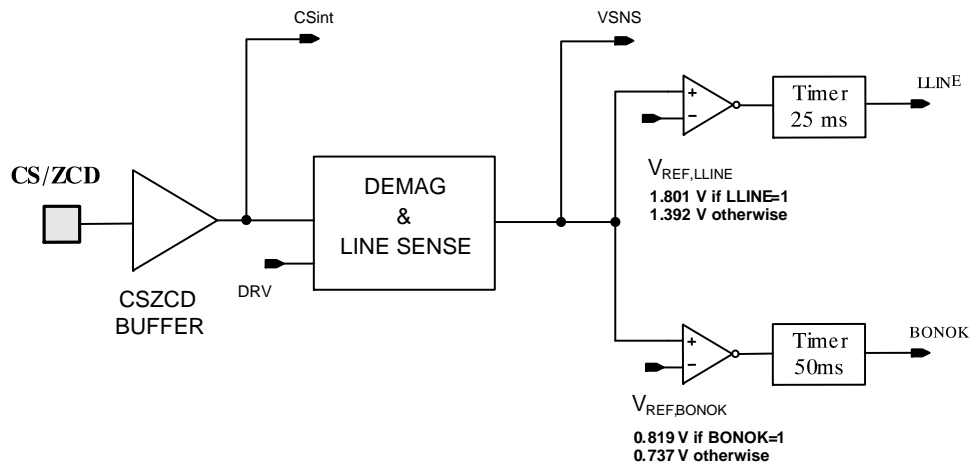 CSint
VSNS
CS/ZCD
CSZCD
BUFFER
DRV
DEMAG
&
LINE SENSE
+
−
V_REF,LLINE
1.801 V if LLINE=1
1.392 V otherwise
Timer
25 ms
LLINE
+
−
V_REF,BONOK
0.819 V if BONOK=1
0.737 V otherwise
Timer
50ms
BONOK